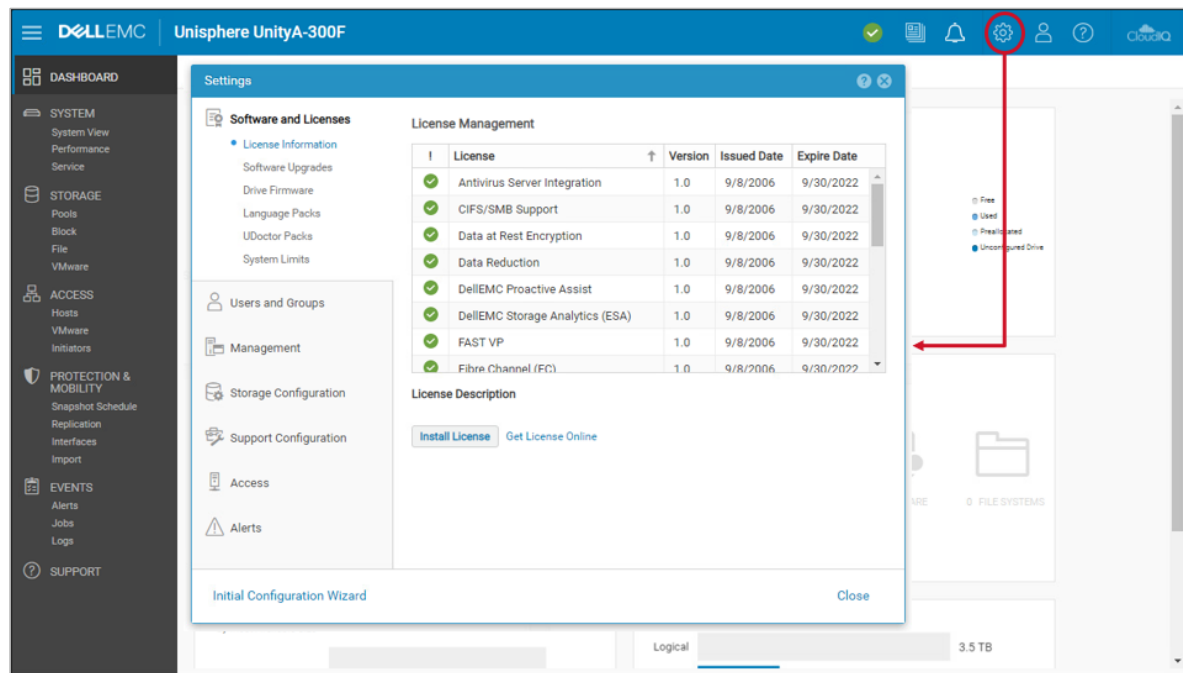 DELLEMC Unisphere UnityA-300F CloudIQ
DASHBOARD
SYSTEM
System View
Performance
Service
STORAGE
Pools
Block
File
VMware
ACCESS
Hosts
VMware
Initiators
PROTECTION &
MOBILITY
Snapshot Schedule
Replication
Interfaces
Import
EVENTS
Alerts
Jobs
Logs
SUPPORT
Settings
Software and Licenses
License Information
Software Upgrades
Drive Firmware
Language Packs
UDoctor Packs
System Limits
Users and Groups
Management
Storage Configuration
Support Configuration
Access
Alerts
License Management
! License Version Issued Date Expire Date
Antivirus Server Integration 1.0 9/8/2006 9/30/2022
CIFS/SMB Support 1.0 9/8/2006 9/30/2022
Data at Rest Encryption 1.0 9/8/2006 9/30/2022
Data Reduction 1.0 9/8/2006 9/30/2022
DellEMC Proactive Assist 1.0 9/8/2006 9/30/2022
DellEMC Storage Analytics (ESA) 1.0 9/8/2006 9/30/2022
FAST VP 1.0 9/8/2006 9/30/2022
Fibre Channel (FC) 1.0 9/8/2006 9/30/2022
License Description
Install License Get License Online
Initial Configuration Wizard Close
Free
Used
Preallocated
Unconfigured Drive
0 FILE SYSTEMS
Logical 3.5 TB